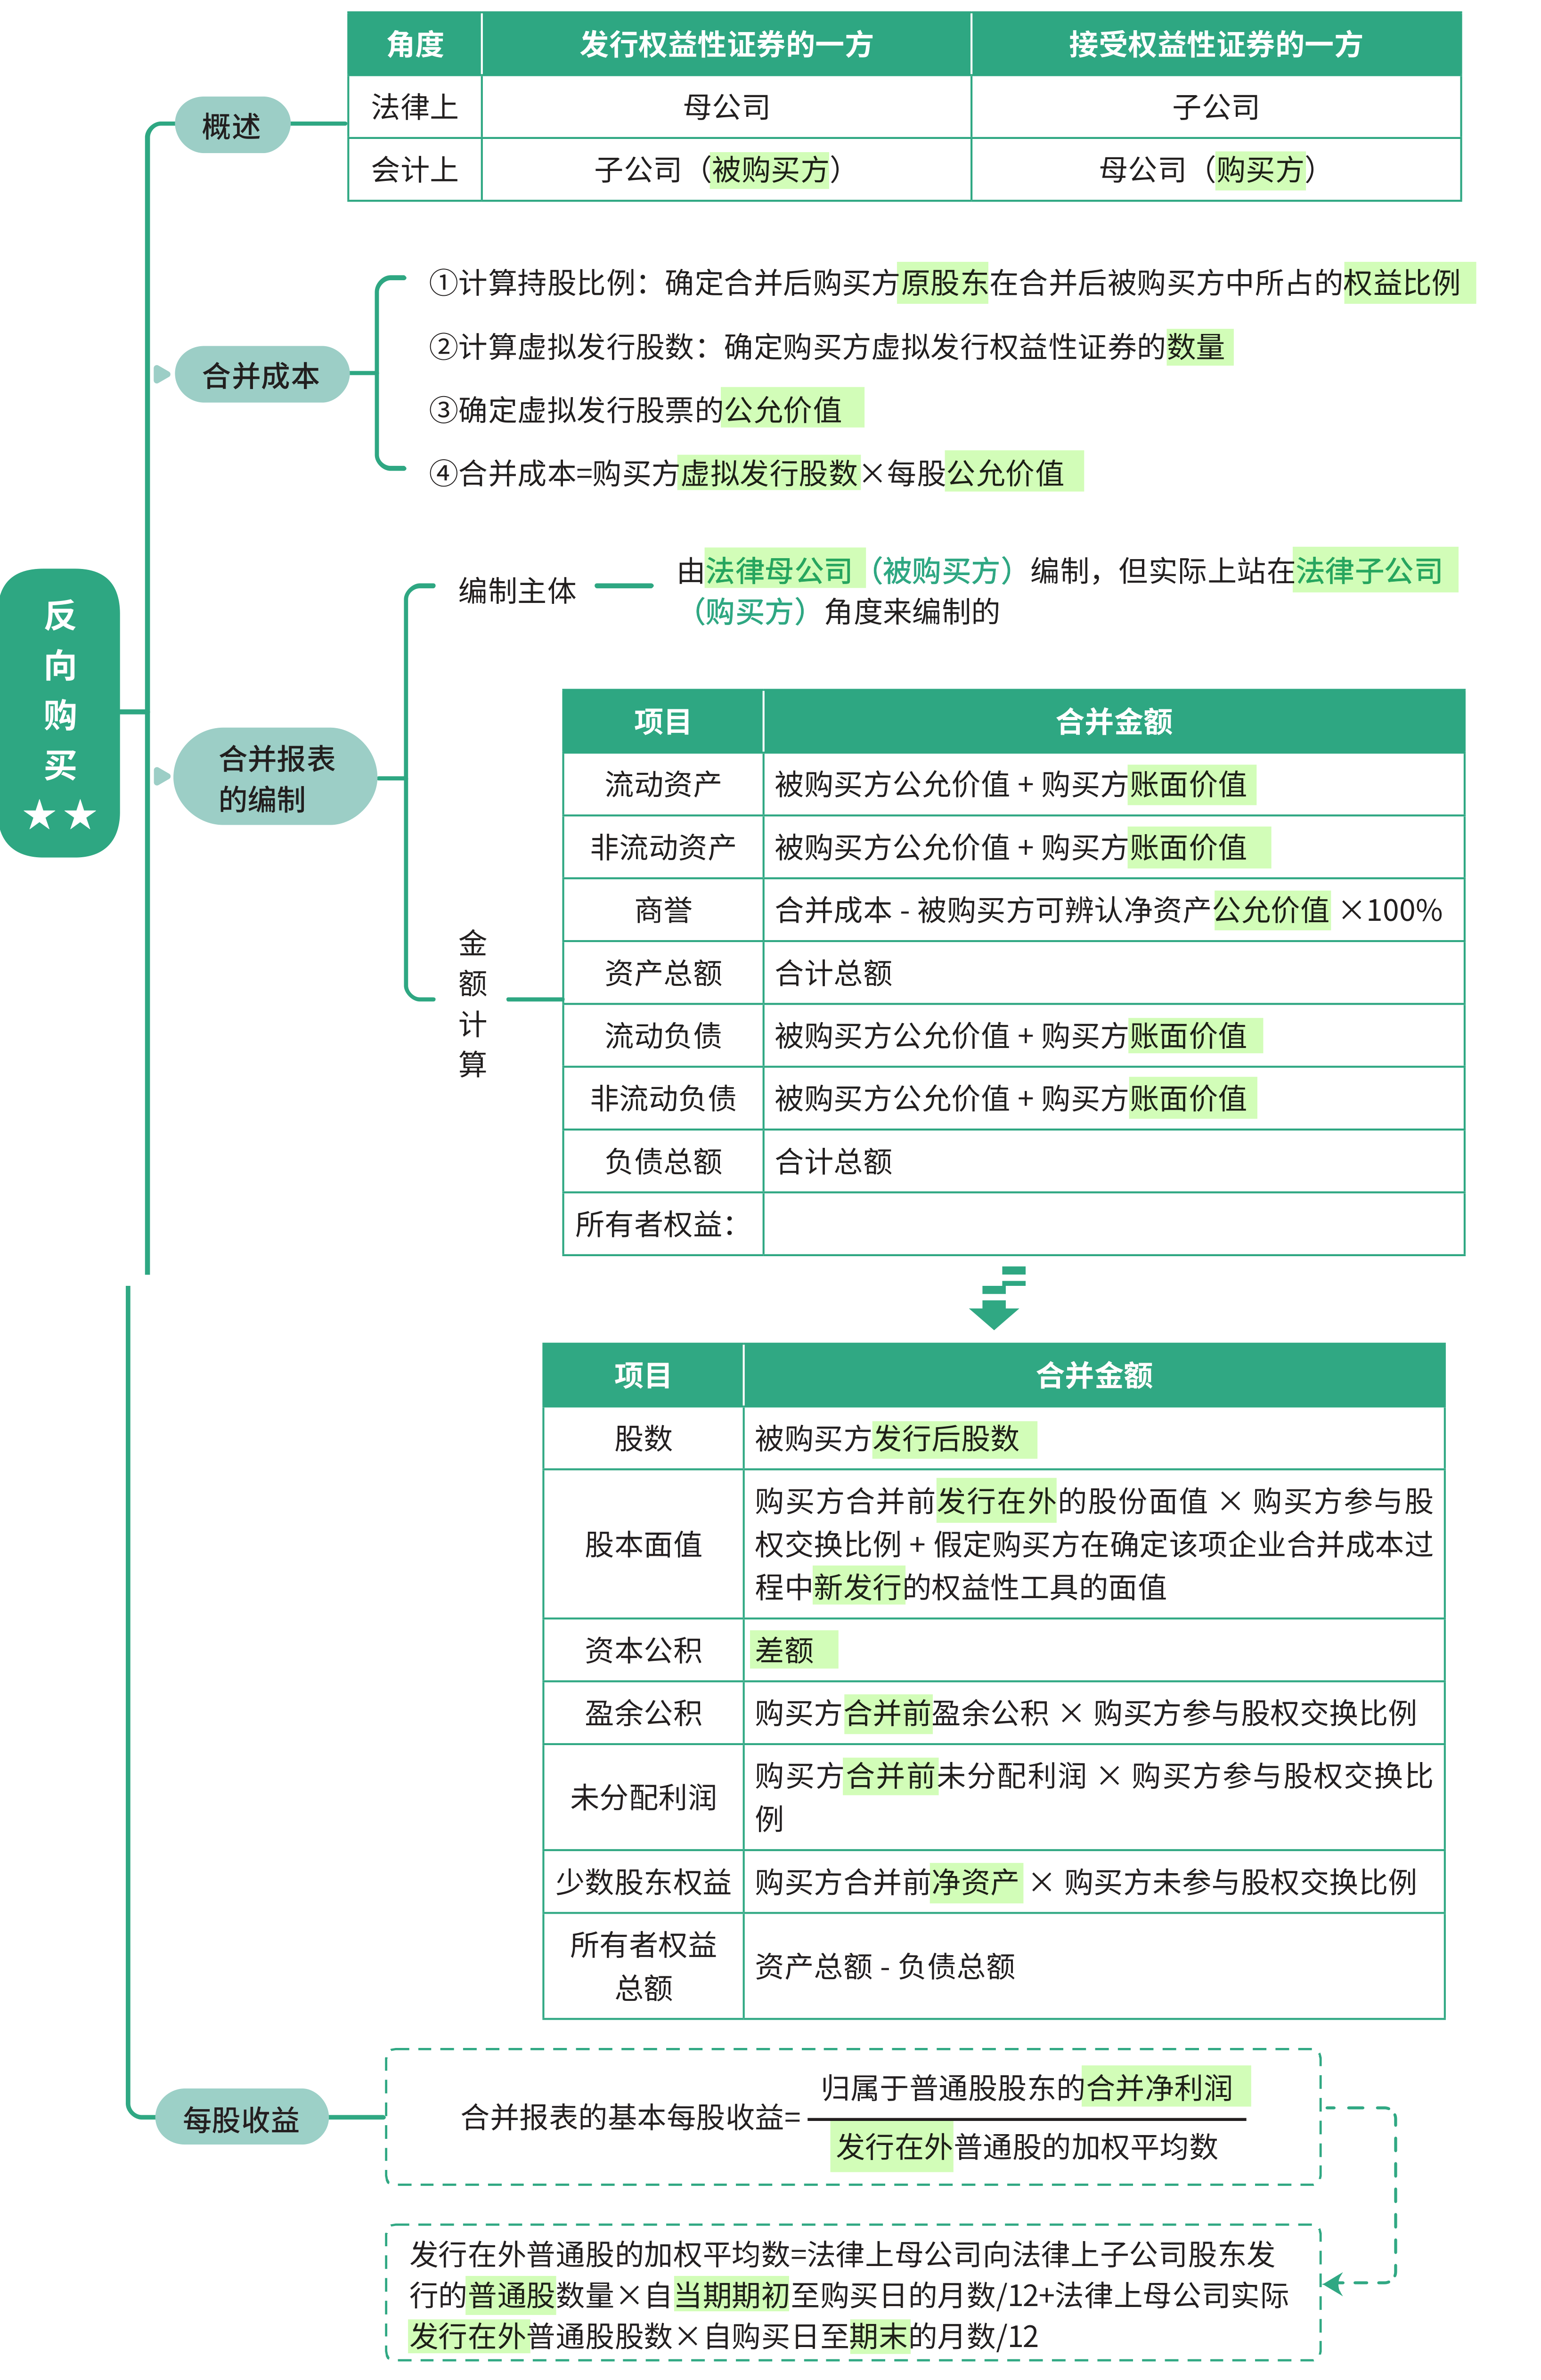 角度 发行权益性证券的一方 接受权益性证券的一方
法律上 母公司 子公司
会计上 子公司（被购买方） 母公司（购买方）
概述
①计算持股比例：确定合并后购买方原股东在合并后被购买方中所占的权益比例
②计算虚拟发行股数：确定购买方虚拟发行权益性证券的数量
③确定虚拟发行股票的公允价值
④合并成本=购买方虚拟发行股数×每股公允价值
合并成本
反
向
购
买
★★
编制主体
由法律母公司（被购买方）编制，但实际上站在法律子公司
（购买方）角度来编制的
合并报表
的编制
金
额
计
算
项目 合并金额
流动资产 被购买方公允价值 + 购买方账面价值
非流动资产 被购买方公允价值 + 购买方账面价值
商誉 合并成本 - 被购买方可辨认净资产公允价值 ×100%
资产总额 合计总额
流动负债 被购买方公允价值 + 购买方账面价值
非流动负债 被购买方公允价值 + 购买方账面价值
负债总额 合计总额
所有者权益：
项目 合并金额
股数 被购买方发行后股数
股本面值
购买方合并前发行在外的股份面值 × 购买方参与股
权交换比例 + 假定购买方在确定该项企业合并成本过
程中新发行的权益性工具的面值
资本公积 差额
盈余公积 购买方合并前盈余公积 × 购买方参与股权交换比例
未分配利润
购买方合并前未分配利润 × 购买方参与股权交换比
例
少数股东权益 购买方合并前净资产 × 购买方未参与股权交换比例
所有者权益
总额
资产总额 - 负债总额
每股收益
合并报表的基本每股收益=
归属于普通股股东的合并净利润
发行在外普通股的加权平均数
发行在外普通股的加权平均数=法律上母公司向法律上子公司股东发
行的普通股数量×自当期期初至购买日的月数/12+法律上母公司实际
发行在外普通股股数×自购买日至期末的月数/12